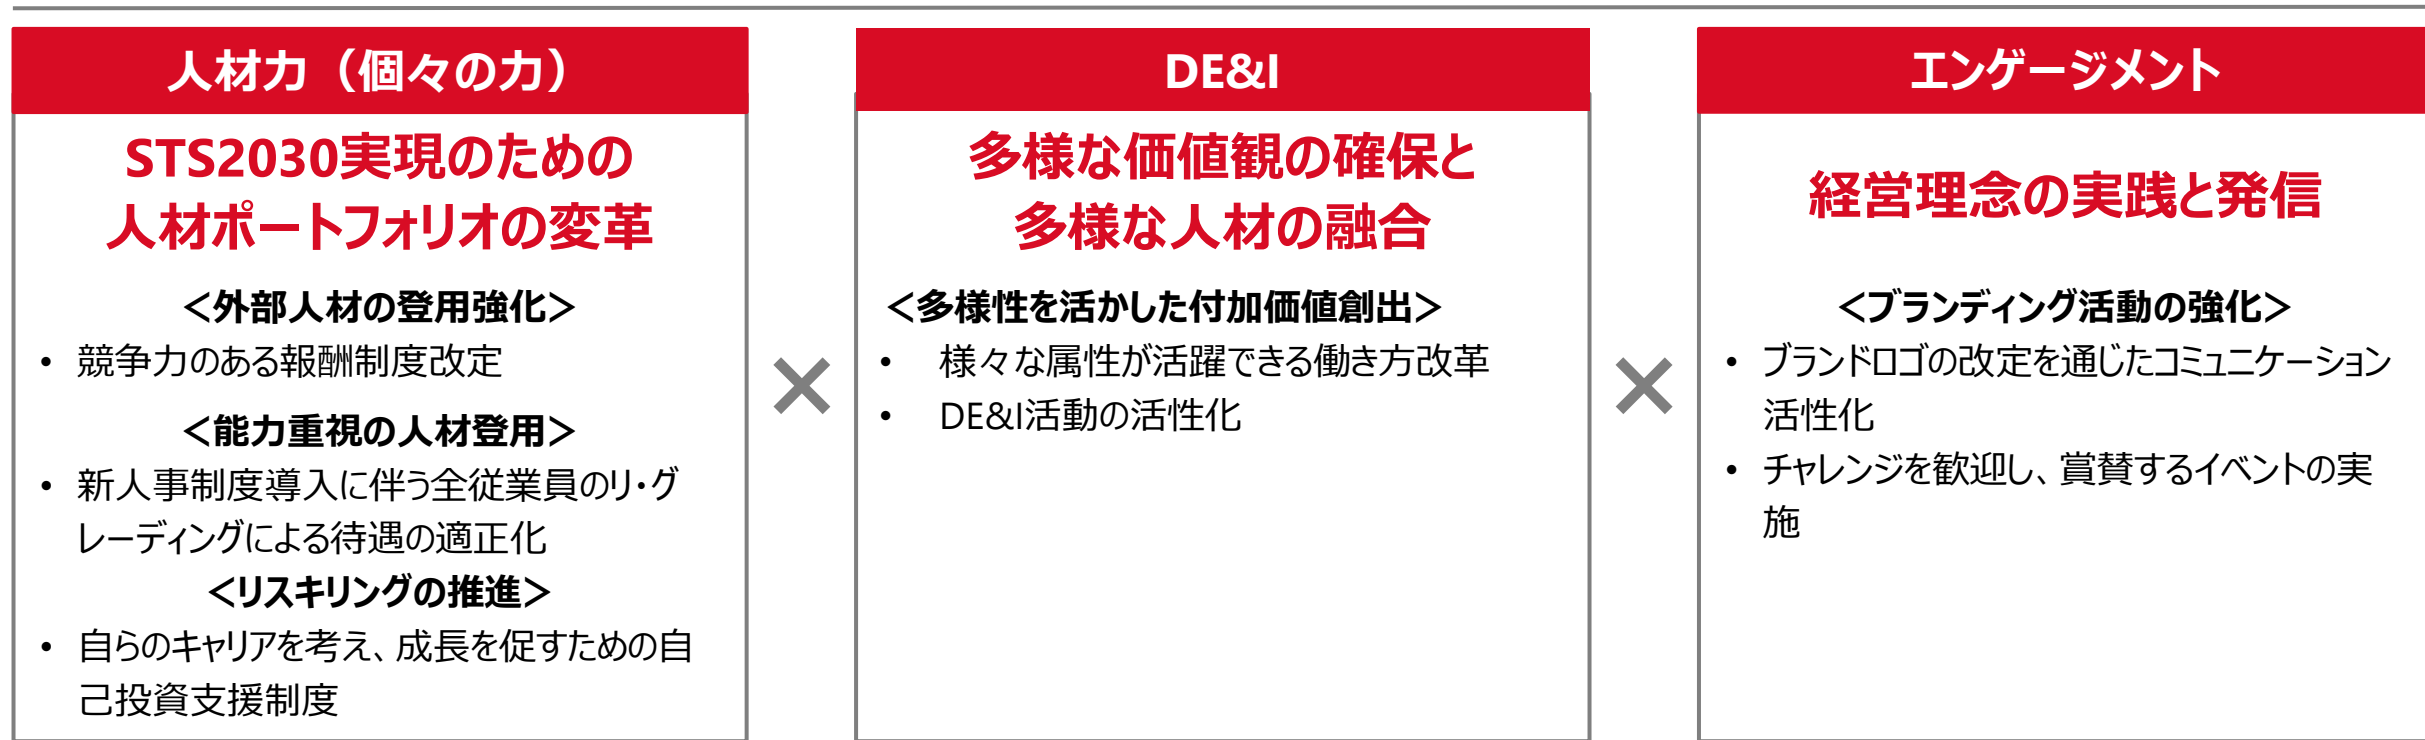 人材力（個々の力）
STS2030実現のための
人材ポートフォリオの変革
＜外部人材の登用強化＞
• 競争力のある報酬制度改定
＜能力重視の人材登用＞
• 新人事制度導入に伴う全従業員のリ・グ
レーディングによる待遇の適正化
＜リスキリングの推進＞
• 自らのキャリアを考え、成長を促すための自
己投資支援制度
×
DE&I
多様な価値観の確保と
多様な人材の融合
＜多様性を活かした付加価値創出＞
• 様々な属性が活躍できる働き方改革
• DE&I活動の活性化
×
エンゲージメント
経営理念の実践と発信
＜ブランディング活動の強化＞
• ブランドロゴの改定を通じたコミュニケーション
活性化
• チャレンジを歓迎し、賞賛するイベントの実
施